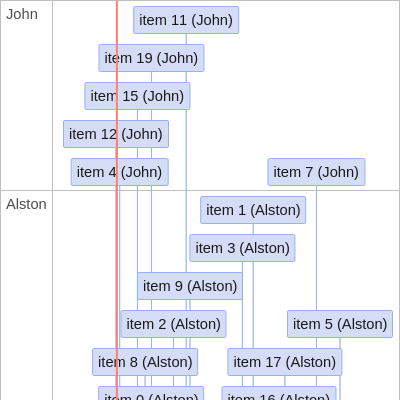 John
item 11 (John)
item 19 (John)
item 15 (John)
item 12 (John)
item 4 (John)
item 7 (John)
Alston
item 1 (Alston)
item 3 (Alston)
item 9 (Alston)
item 2 (Alston)
item 5 (Alston)
item 8 (Alston)
item 17 (Alston)
item 0 (Alston)
item 16 (Alston)